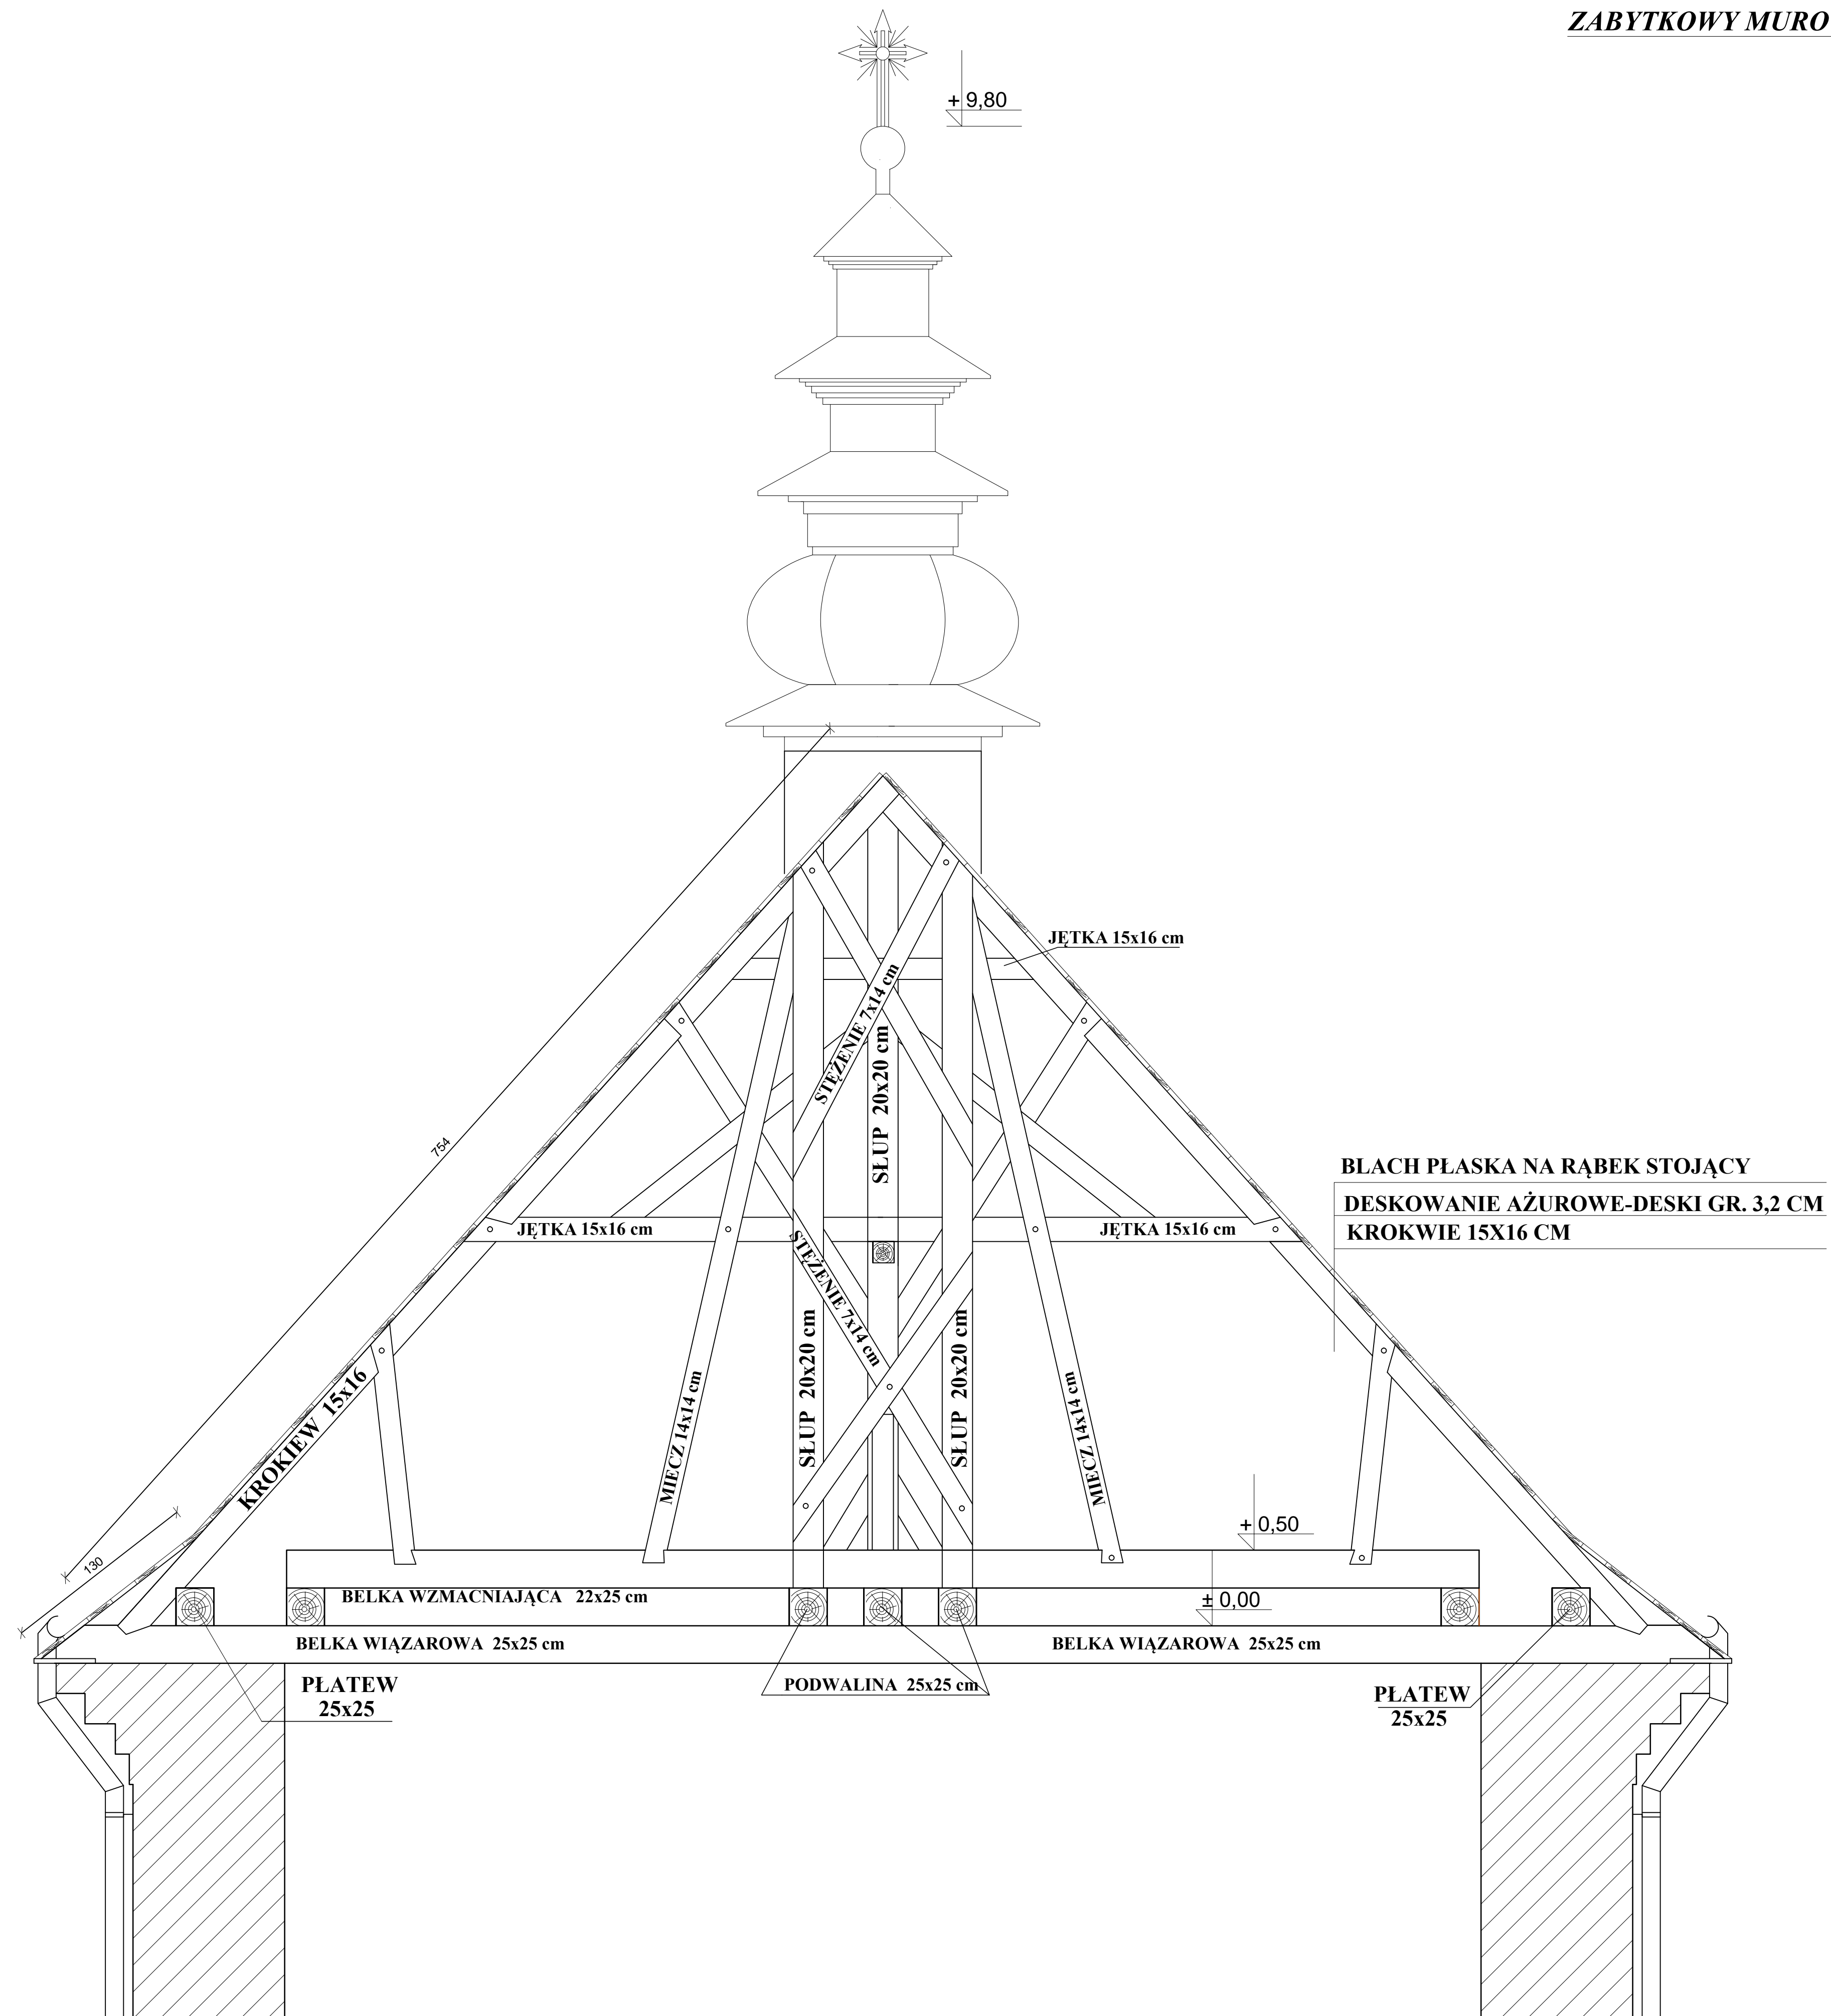 ZABYTKOWY MURO
+ 9,80
JĘTKA 15x16 cm
STĘŻENIE 7x14 cm
SŁUP 20x20 cm
754
BLACH PŁASKA NA RĄBEK STOJĄCY
DESKOWANIE AŻUROWE-DESKI GR. 3,2 CM
KROKWIE 15X16 CM
JĘTKA 15x16 cm
JĘTKA 15x16 cm
STĘŻENIE 7x14 cm
KROKIEW 15x16
MIECZ 14x14 cm
SŁUP 20x20 cm
SŁUP 20x20 cm
MIECZ 14x14 cm
+ 0,50
130
BELKA WZMACNIAJĄCA 22x25 cm
± 0,00
BELKA WIĄZAROWA 25x25 cm
BELKA WIĄZAROWA 25x25 cm
PŁATEW
25x25
PODWALINA 25x25 cm
PŁATEW
25x25